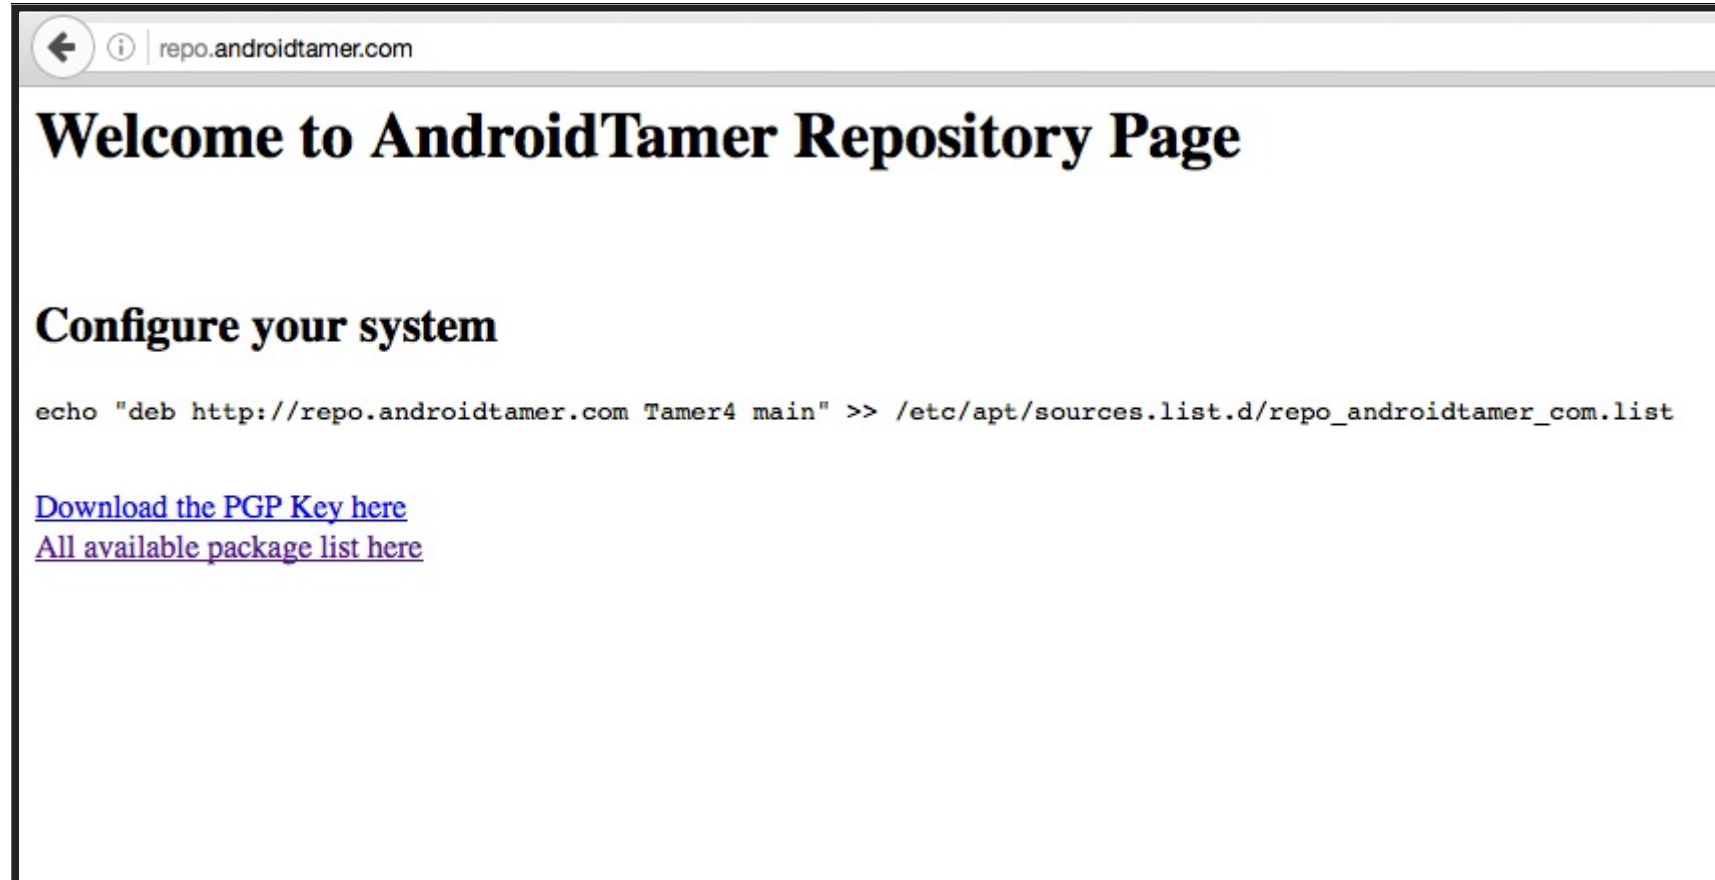 repo.androidtamer.com
Welcome to AndroidTamer Repository Page
Configure your system
echo "deb http://repo.androidtamer.com Tamer4 main" >> /etc/apt/sources.list.d/repo_androidtamer_com.list
Download the PGP Key here
All available package list here